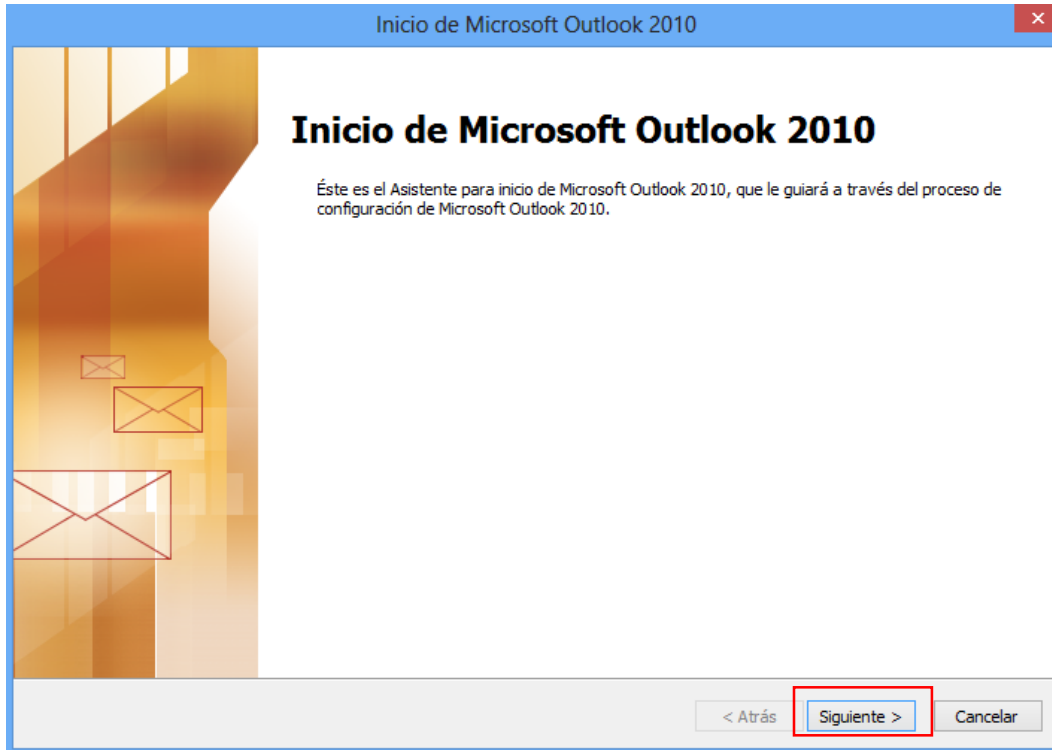 Inicio de Microsoft Outlook 2010
Inicio de Microsoft Outlook 2010
Éste es el Asistente para inicio de Microsoft Outlook 2010, que le guiará a través del proceso de
configuración de Microsoft Outlook 2010.
< Atrás Siguiente > Cancelar